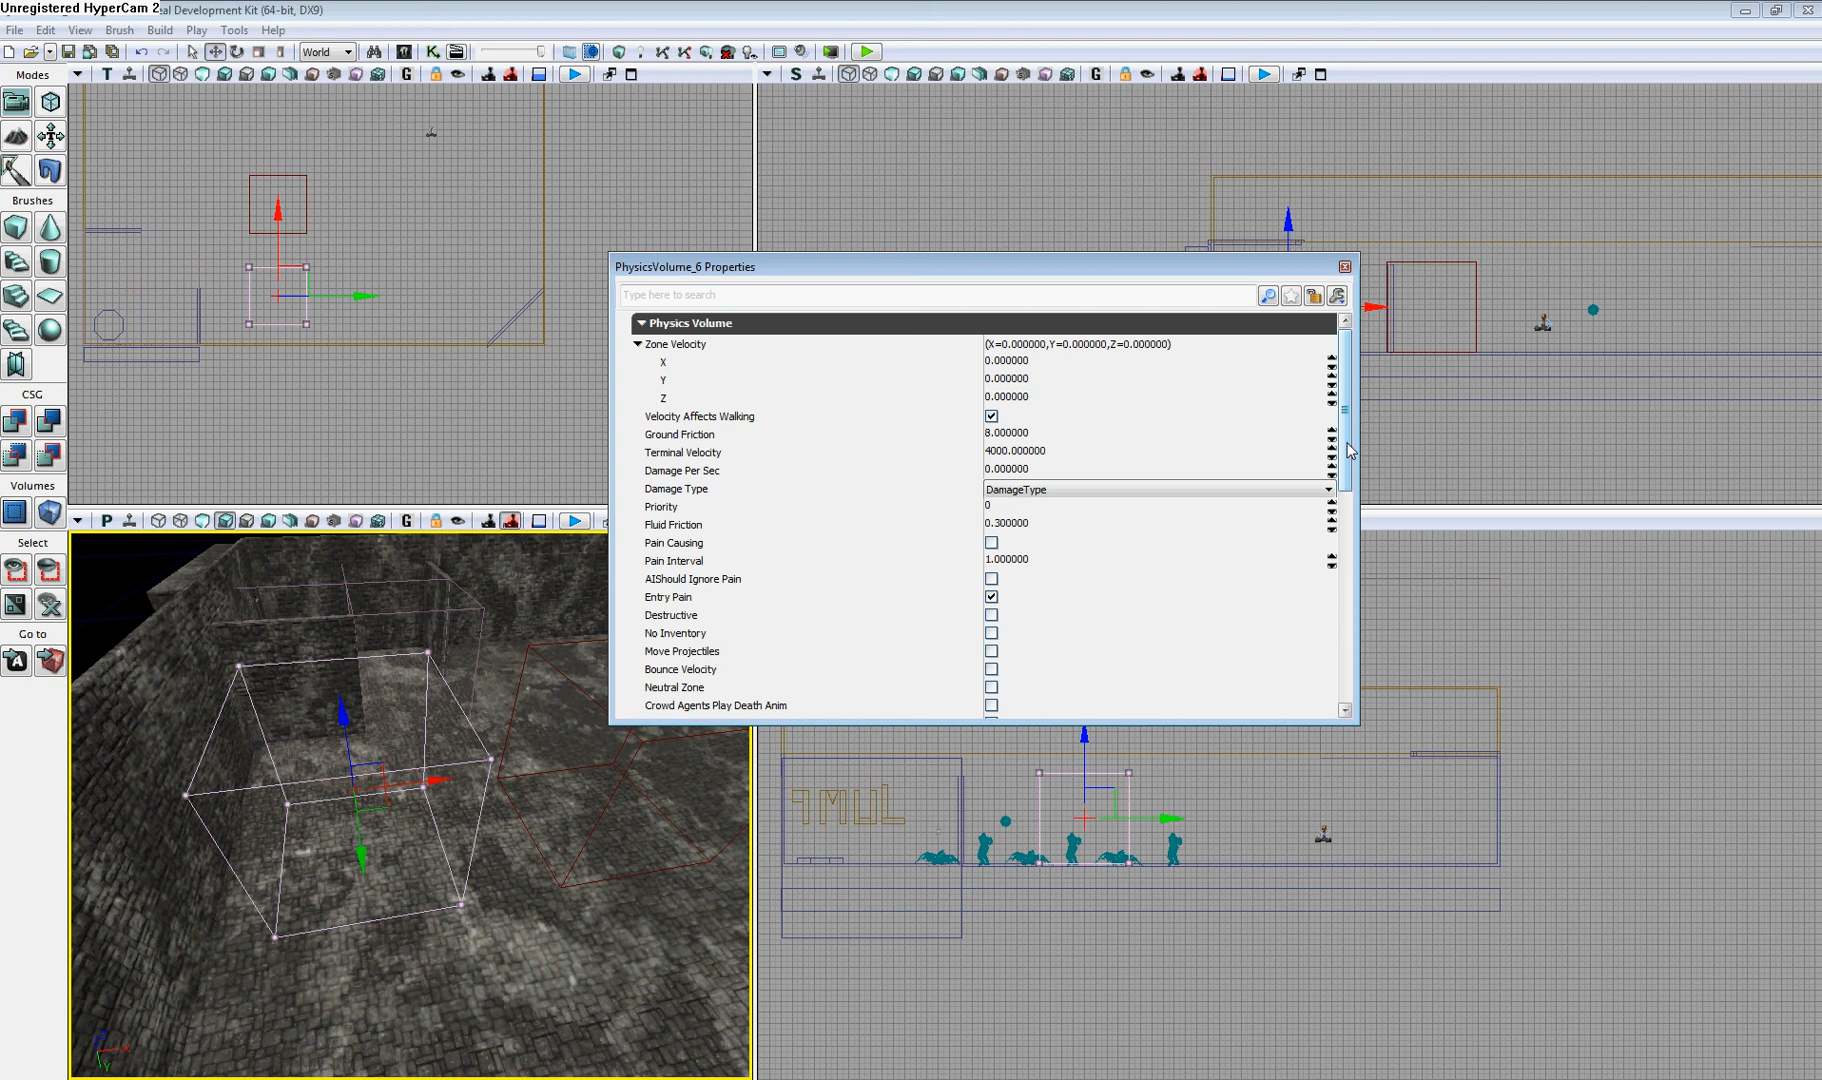 Unregistered HyperCam 2
al Development Kit (64-bit, DX9)
File Edit View Brush Build Play Tools Help
World
Modes
T
G
S
G
Brushes
CSG
Volumes
Select
Go to
P
G
PhysicsVolume_6 Properties
Type here to search
Physics Volume
Zone Velocity (X=0.000000,Y=0.000000,Z=0.000000)
X 0.000000
Y 0.000000
Z 0.000000
Velocity Affects Walking
Ground Friction 8.000000
Terminal Velocity 4000.000000
Damage Per Sec 0.000000
Damage Type DamageType
Priority 0
Fluid Friction 0.300000
Pain Causing
Pain Interval 1.000000
AIShould Ignore Pain
Entry Pain
Destructive
No Inventory
Move Projectiles
Bounce Velocity
Neutral Zone
Crowd Agents Play Death Anim
Z
X
Y